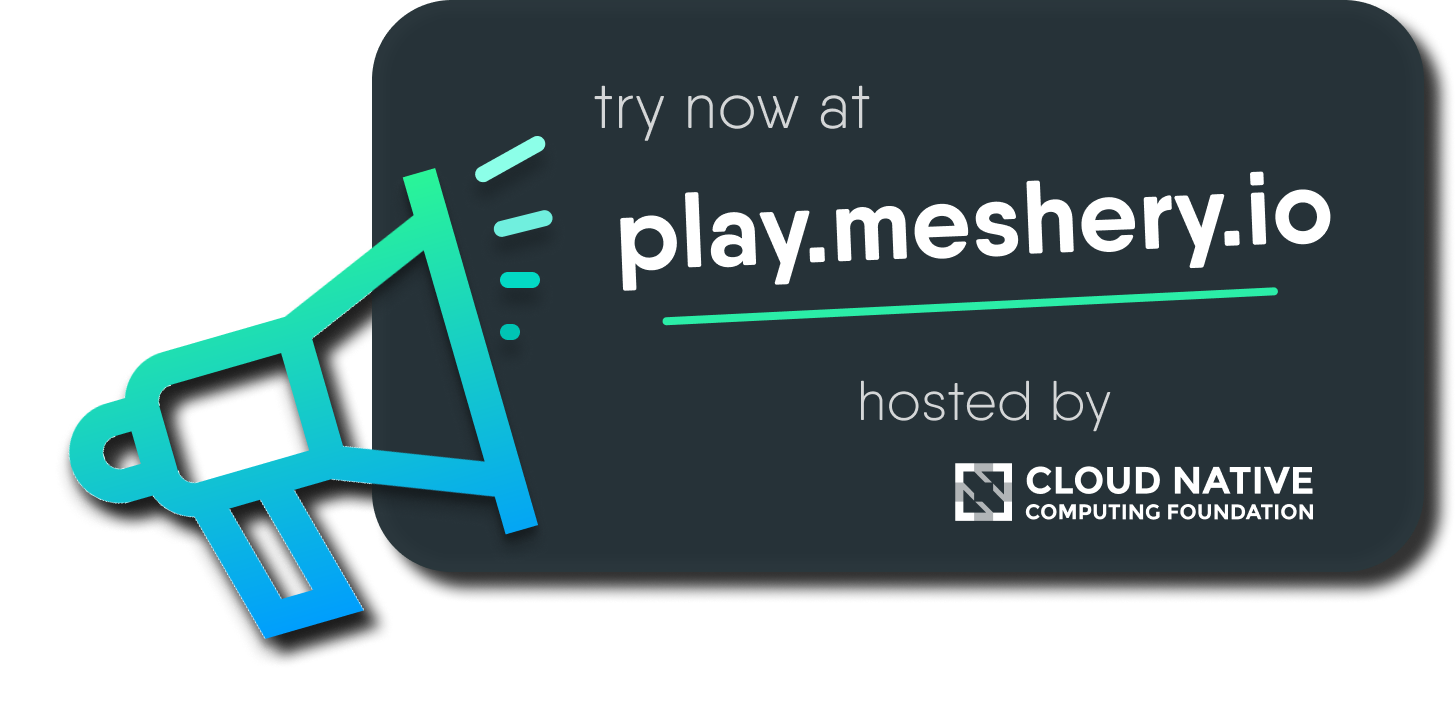 try now at
play.meshery.io
hosted by
CLOUD NATIVE
COMPUTING FOUNDATION